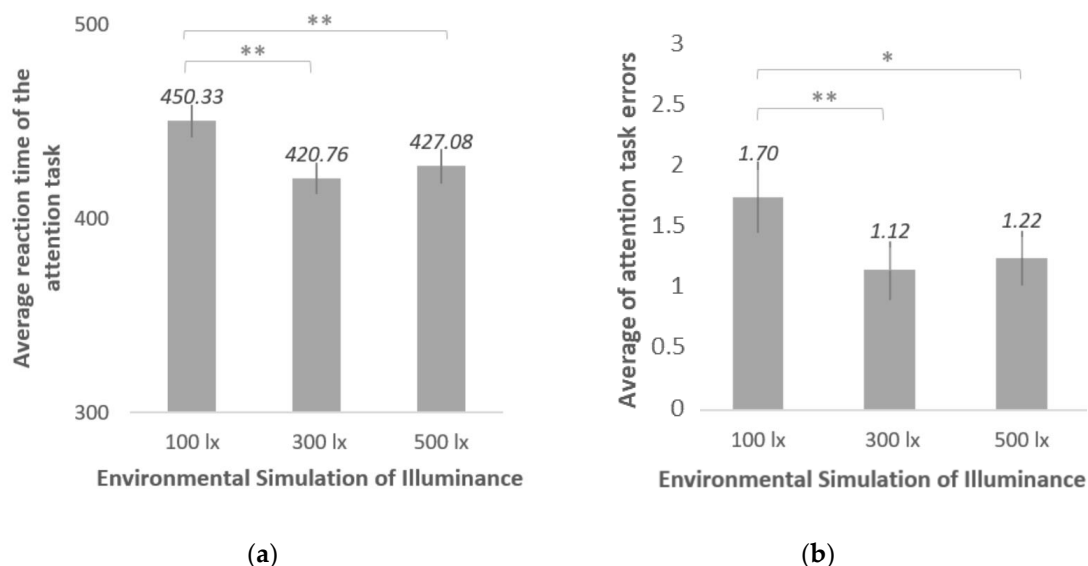 Average reaction time of the
attention task
500
400
300
**
**
450.33
420.76
427.08
100 lx
300 lx
500 lx
Environmental Simulation of Illuminance
(a)
Average of attention task errors
3
2.5
2
1.5
1
0.5
0
*
**
1.70
1.12
1.22
100 lx
300 lx
500 lx
Environmental Simulation of Illuminance
(b)